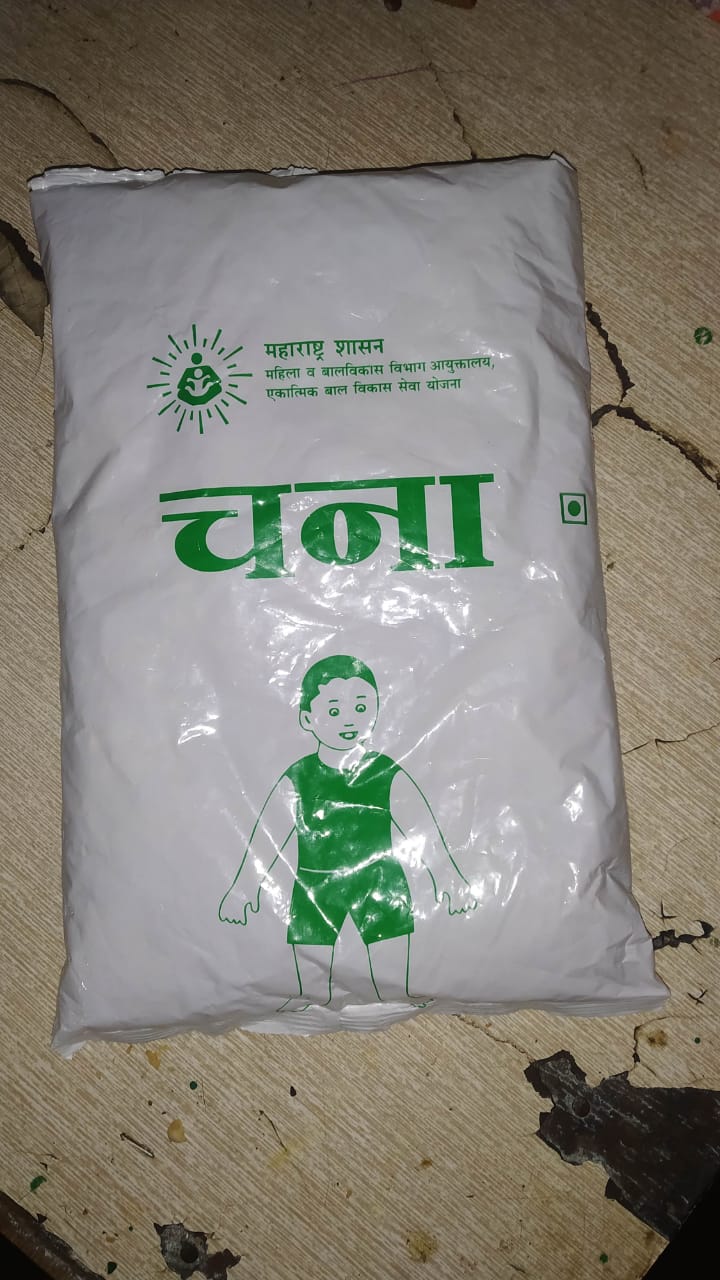 महाराष्ट्र शासन
महिला व बालविकास विभाग आयुक्तालय,
एकात्मिक बाल विकास सेवा योजना
चना